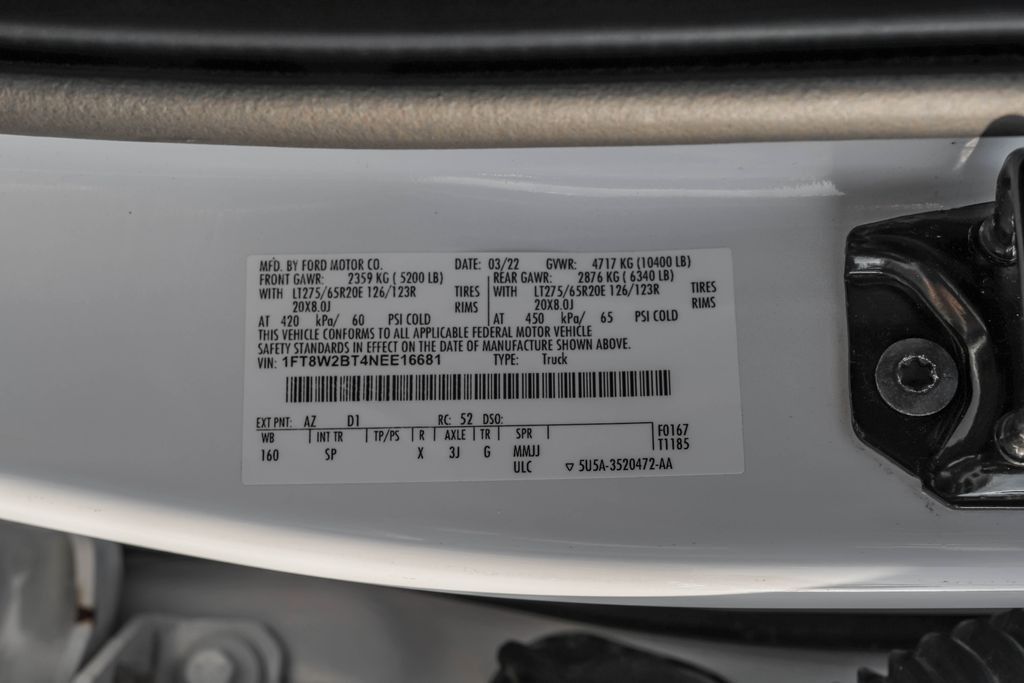 MFD. BY FORD MOTOR CO. DATE: 03/22 GVWR: 4717 KG (10400 LB)
FRONT GAWR: 2359 KG ( 5200 LB) REAR GAWR: 2876 KG ( 6340 LB)
WITH LT275/65R20E 126/123R TIRES WITH LT275/65R20E 126/123R TIRES
20X8.0J RIMS 20X8.0J RIMS
AT 420 kPa/ 60 PSI COLD AT 450 kPa/ 65 PSI COLD
THIS VEHICLE CONFORMS TO ALL APPLICABLE FEDERAL MOTOR VEHICLE
SAFETY STANDARDS IN EFFECT ON THE DATE OF MANUFACTURE SHOWN ABOVE.
VIN: 1FT8W2BT4NEE16681 TYPE: Truck
EXT PNT: AZ D1 RC: 52 DSO:
WB INT TR TP/PS R AXLE TR SPR F0167
160 SP X 3J G MMJJ T1185
ULC ▽ 5U5A-3520472-AA